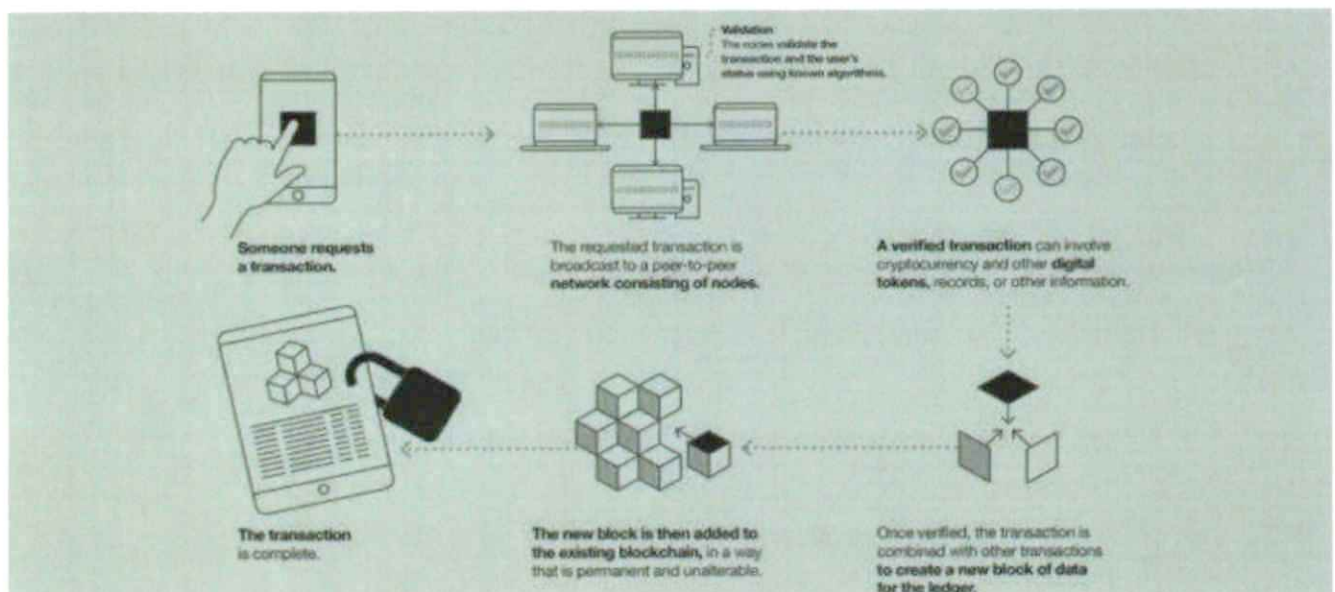 Validation
The nodes validate the
transaction and the user's
status using known algorithms.
Someone requests
a transaction.
The requested transaction is
broadcast to a peer-to-peer
network consisting of nodes.
A verified transaction can involve
cryptocurrency and other digital
tokens, records, or other information.
The transaction
is complete.
The new block is then added to
the existing blockchain, in a way
that is permanent and unalterable.
Once verified, the transaction is
combined with other transactions
to create a new block of data
for the ledger.